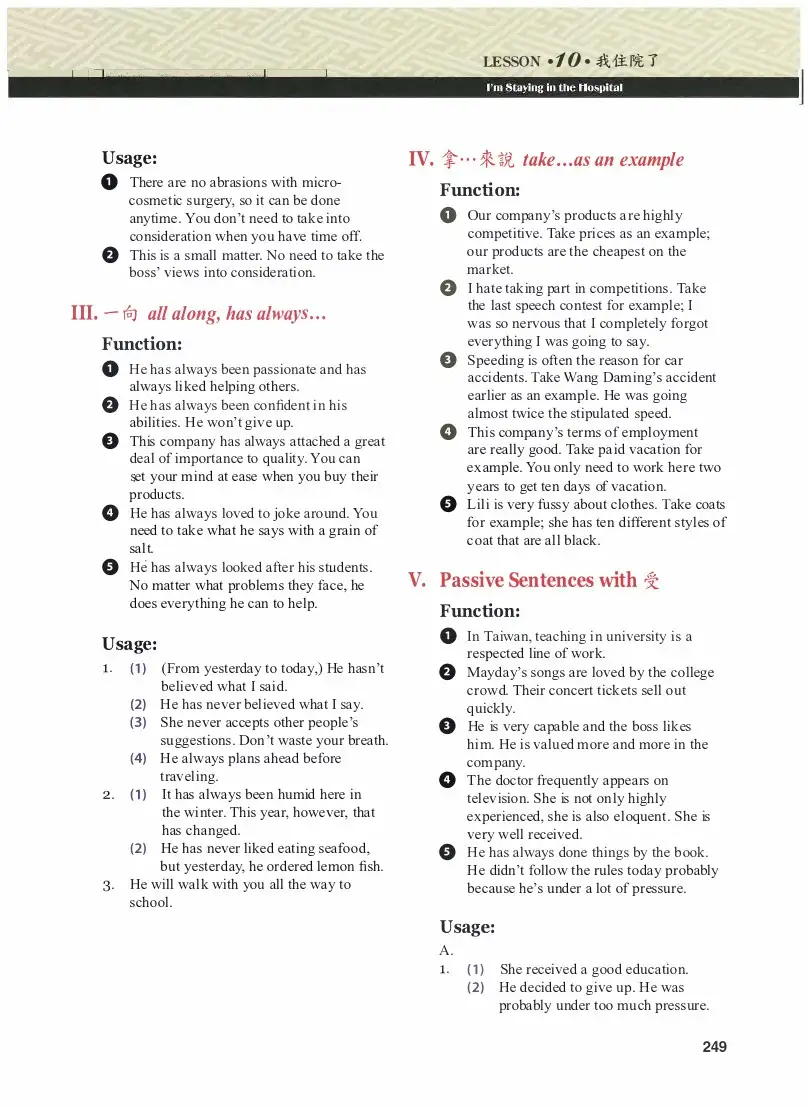 LESSON •10• 我住院了
I'm Staying in the Hospital
Usage:
1 There are no abrasions with micro-
cosmetic surgery, so it can be done
anytime. You don't need to take into
consideration when you have time off.
2 This is a small matter. No need to take the
boss' views into consideration.
III. 一向 all along, has always…
Function:
1 He has always been passionate and has
always liked helping others.
2 He has always been confident in his
abilities. He won't give up.
3 This company has always attached a great
deal of importance to quality. You can
set your mind at ease when you buy their
products.
4 He has always loved to joke around. You
need to take what he says with a grain of
salt.
5 He has always looked after his students.
No matter what problems they face, he
does everything he can to help.
Usage:
1. (1) (From yesterday to today,) He hasn't
believed what I said.
(2) He has never believed what I say.
(3) She never accepts other people's
suggestions. Don't waste your breath.
(4) He always plans ahead before
traveling.
2. (1) It has always been humid here in
the winter. This year, however, that
has changed.
(2) He has never liked eating seafood,
but yesterday, he ordered lemon fish.
3. He will walk with you all the way to
school.
IV. 拿…來說 take…as an example
Function:
1 Our company's products are highly
competitive. Take prices as an example;
our products are the cheapest on the
market.
2 I hate taking part in competitions. Take
the last speech contest for example; I
was so nervous that I completely forgot
everything I was going to say.
3 Speeding is often the reason for car
accidents. Take Wang Daming's accident
earlier as an example. He was going
almost twice the stipulated speed.
4 This company's terms of employment
are really good. Take paid vacation for
example. You only need to work here two
years to get ten days of vacation.
5 Lili is very fussy about clothes. Take coats
for example; she has ten different styles of
coat that are all black.
V. Passive Sentences with 受
Function:
1 In Taiwan, teaching in university is a
respected line of work.
2 Mayday's songs are loved by the college
crowd. Their concert tickets sell out
quickly.
3 He is very capable and the boss likes
him. He is valued more and more in the
company.
4 The doctor frequently appears on
television. She is not only highly
experienced, she is also eloquent. She is
very well received.
5 He has always done things by the book.
He didn't follow the rules today probably
because he's under a lot of pressure.
Usage:
A.
1. (1) She received a good education.
(2) He decided to give up. He was
probably under too much pressure.
249